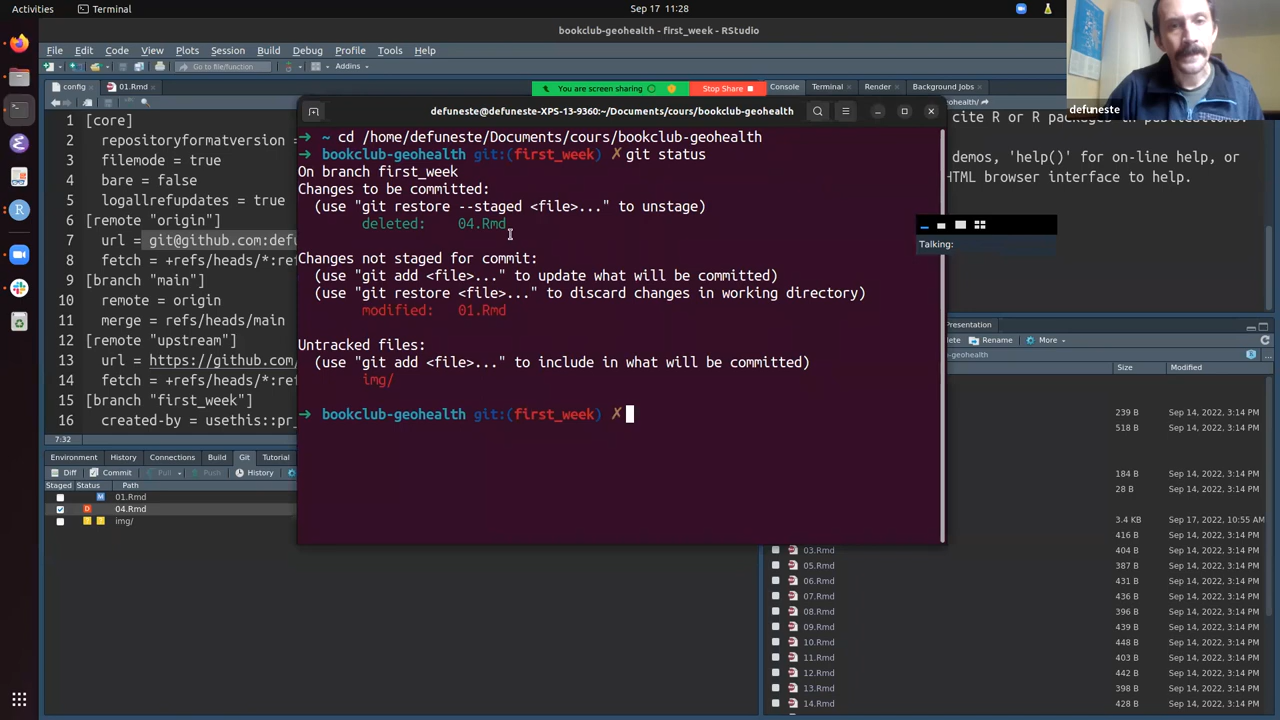 Activities
Terminal
Sep 17 11:28
bookclub-geohealth - first_week - RStudio
File Edit Code View Plots Session Build Debug Profile Tools Help
Go to file/function
Addins
config
01.Rmd
You are screen sharing
Stop Share
Console Terminal Render Background Jobs
defuneste
1 [core]
2 repositoryformatversion
3 filemode = true
4 bare = false
5 logallrefupdates = true
6 [remote "origin"]
7 url = git@github.com:defu
8 fetch = +refs/heads/*:re
9 [branch "main"]
10 remote = origin
11 merge = refs/heads/main
12 [remote "upstream"]
13 url = https://github.com/
14 fetch = +refs/heads/*:re
15 [branch "first_week"]
16 created-by = usethis::pr_
7:32
defuneste@defuneste-XPS-13-9360:~/Documents/cours/bookclub-geohealth
➜ ~ cd /home/defuneste/Documents/cours/bookclub-geohealth
➜ bookclub-geohealth git:(first_week) ✗ git status
On branch first_week
Changes to be committed:
(use "git restore --staged <file>..." to unstage)
deleted: 04.Rmd
Changes not staged for commit:
(use "git add <file>..." to update what will be committed)
(use "git restore <file>..." to discard changes in working directory)
modified: 01.Rmd
Untracked files:
(use "git add <file>..." to include in what will be committed)
img/
➜ bookclub-geohealth git:(first_week) ✗
ehealth/
cite R or R packages in publications.
demos, 'help()' for on-line help, or
HTML browser interface to help.
Talking:
Environment History Connections Build Git Tutorial
Diff Commit Pull Push History
Staged Status Path
M 01.Rmd
D 04.Rmd
? ? img/
Presentation
Rename More
-geohealth
Size Modified
239 B Sep 14, 2022, 3:14 PM
518 B Sep 14, 2022, 3:14 PM
184 B Sep 14, 2022, 3:14 PM
28 B Sep 14, 2022, 3:14 PM
3.4 KB Sep 17, 2022, 10:55 AM
416 B Sep 14, 2022, 3:14 PM
03.Rmd 404 B Sep 14, 2022, 3:14 PM
05.Rmd 387 B Sep 14, 2022, 3:14 PM
06.Rmd 431 B Sep 14, 2022, 3:14 PM
07.Rmd 436 B Sep 14, 2022, 3:14 PM
08.Rmd 396 B Sep 14, 2022, 3:14 PM
09.Rmd 439 B Sep 14, 2022, 3:14 PM
10.Rmd 448 B Sep 14, 2022, 3:14 PM
11.Rmd 403 B Sep 14, 2022, 3:14 PM
12.Rmd 442 B Sep 14, 2022, 3:14 PM
13.Rmd 398 B Sep 14, 2022, 3:14 PM
14.Rmd 428 B Sep 14, 2022, 3:14 PM